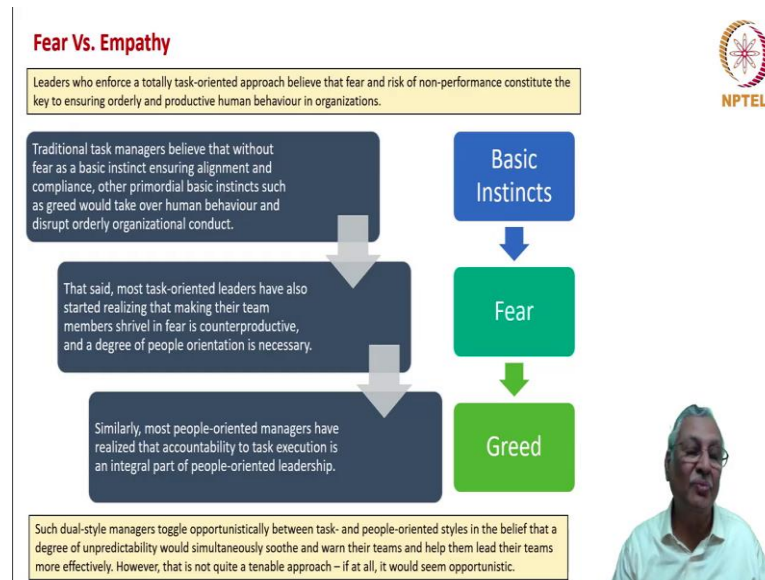 Fear Vs. Empathy
Leaders who enforce a totally task-oriented approach believe that fear and risk of non-performance constitute the
key to ensuring orderly and productive human behaviour in organizations.
Traditional task managers believe that without
fear as a basic instinct ensuring alignment and
compliance, other primordial basic instincts such
as greed would take over human behaviour and
disrupt orderly organizational conduct.
That said, most task-oriented leaders have also
started realizing that making their team
members shrivel in fear is counterproductive,
and a degree of people orientation is necessary.
Similarly, most people-oriented managers have
realized that accountability to task execution is
an integral part of people-oriented leadership.
Basic
Instincts
Fear
Greed
Such dual-style managers toggle opportunistically between task- and people-oriented styles in the belief that a
degree of unpredictability would simultaneously soothe and warn their teams and help them lead their teams
more effectively. However, that is not quite a tenable approach – if at all, it would seem opportunistic.
NPTEL